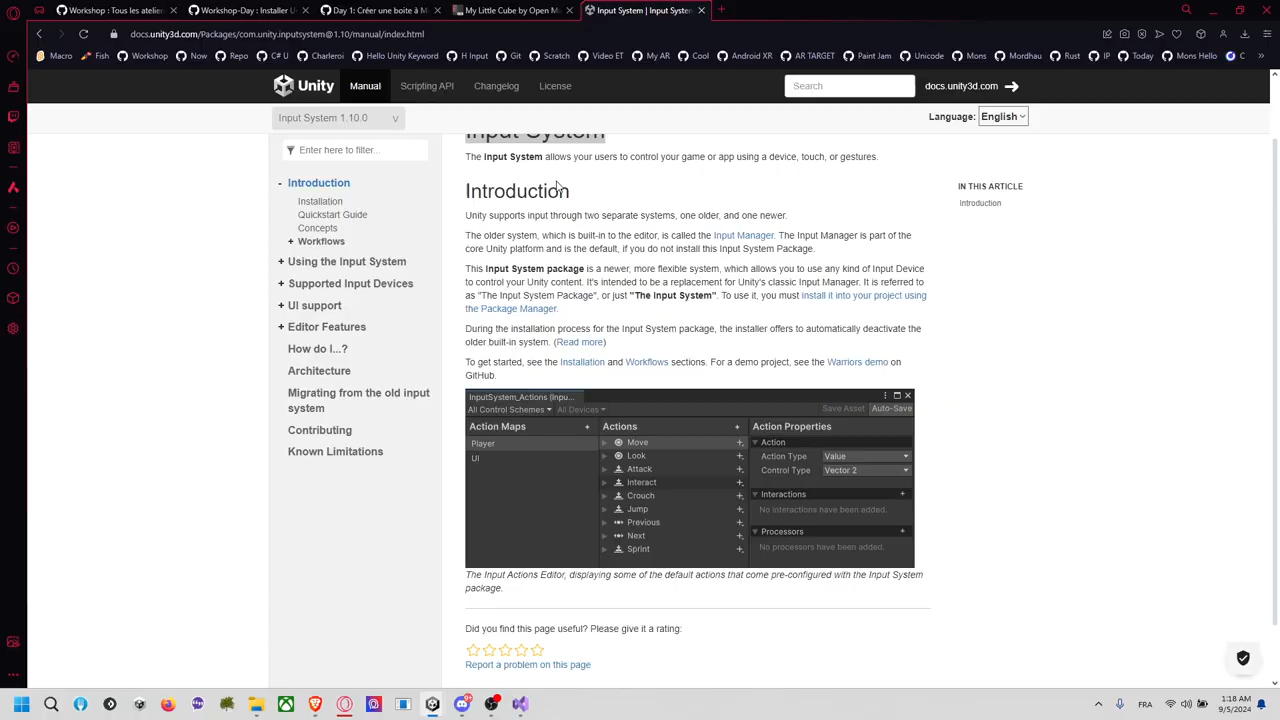 Workshop : Tools
Workshop-Day : Installer U
Day 1: Créer une boite à M
Mr Link by Open M
Input System | Input Syste
docs.unity3d.com/Packages/com.unity.inputsystem@1.10/manual/index.html
Macro Fish Workshop Now Repo C# U Charleroi Hello Unity Keyword H Input Git Scratch Video ET My AR Cool Android XR AR TARGET Paint Jam Unicode Mons Mordhau Rust IP Today Mons Hello C »
Unity Manual Scripting API Changelog License Search docs.unity3d.com
Input System 1.10.0 v
Language: English
Enter here to filter...
- Introduction
Installation
Quickstart Guide
Concepts
+ Workflows
+ Using the Input System
+ Supported Input Devices
+ UI support
+ Editor Features
How do I...?
Architecture
Migrating from the old input
system
Contributing
Known Limitations
Input System
The Input System allows your users to control your game or app using a device, touch, or gestures.
Introduction
Unity supports input through two separate systems, one older, and one newer.
The older system, which is built-in to the editor, is called the Input Manager. The Input Manager is part of the
core Unity platform and is the default, if you do not install this Input System Package.
This Input System package is a newer, more flexible system, which allows you to use any kind of Input Device
to control your Unity content. It's intended to be a replacement for Unity's classic Input Manager. It is referred to
as "The Input System Package", or just "The Input System". To use it, you must install it into your project using
the Package Manager.
During the installation process for the Input System package, the installer offers to automatically deactivate the
older built-in system. (Read more)
To get started, see the Installation and Workflows sections. For a demo project, see the Warriors demo on
GitHub.
InputSystem_Actions (Inpu...
All Control Schemes All Devices Save Asset Auto-Save
Action Maps + Actions + Action Properties
Player
UI
Move
Look
Attack
Interact
Crouch
Jump
Previous
Next
Sprint
Action
Action Type Value
Control Type Vector 2
Interactions +
No interactions have been added.
Processors +
No processors have been added.
The Input Actions Editor, displaying some of the default actions that come pre-configured with the Input System
package.
Did you find this page useful? Please give it a rating:
Report a problem on this page
IN THIS ARTICLE
Introduction
FRA
1:18 AM
9/5/2024